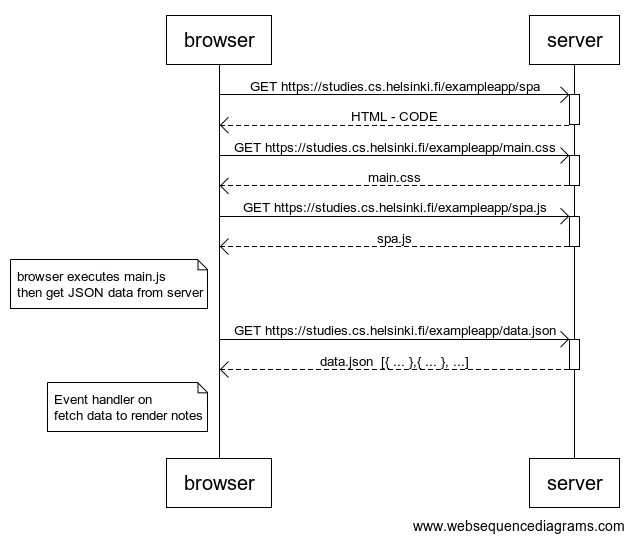 browser
server
GET https://studies.cs.helsinki.fi/exampleapp/spa
HTML - CODE
GET https://studies.cs.helsinki.fi/exampleapp/main.css
main.css
GET https://studies.cs.helsinki.fi/exampleapp/spa.js
spa.js
browser executes main.js
then get JSON data from server
GET https://studies.cs.helsinki.fi/exampleapp/data.json
data.json  [{ ... },{ ... }, ...]
Event handler on
fetch data to render notes
browser
server
www.websequencediagrams.com